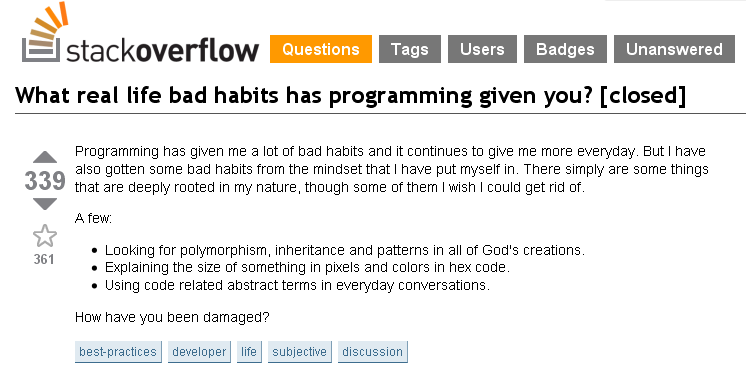 stackoverflow Questions Tags Users Badges Unanswered
What real life bad habits has programming given you? [closed]
Programming has given me a lot of bad habits and it continues to give me more everyday. But I have
also gotten some bad habits from the mindset that I have put myself in. There simply are some things
that are deeply rooted in my nature, though some of them I wish I could get rid of.
339
A few:
361
• Looking for polymorphism, inheritance and patterns in all of God's creations.
• Explaining the size of something in pixels and colors in hex code.
• Using code related abstract terms in everyday conversations.
How have you been damaged?
best-practices developer life subjective discussion